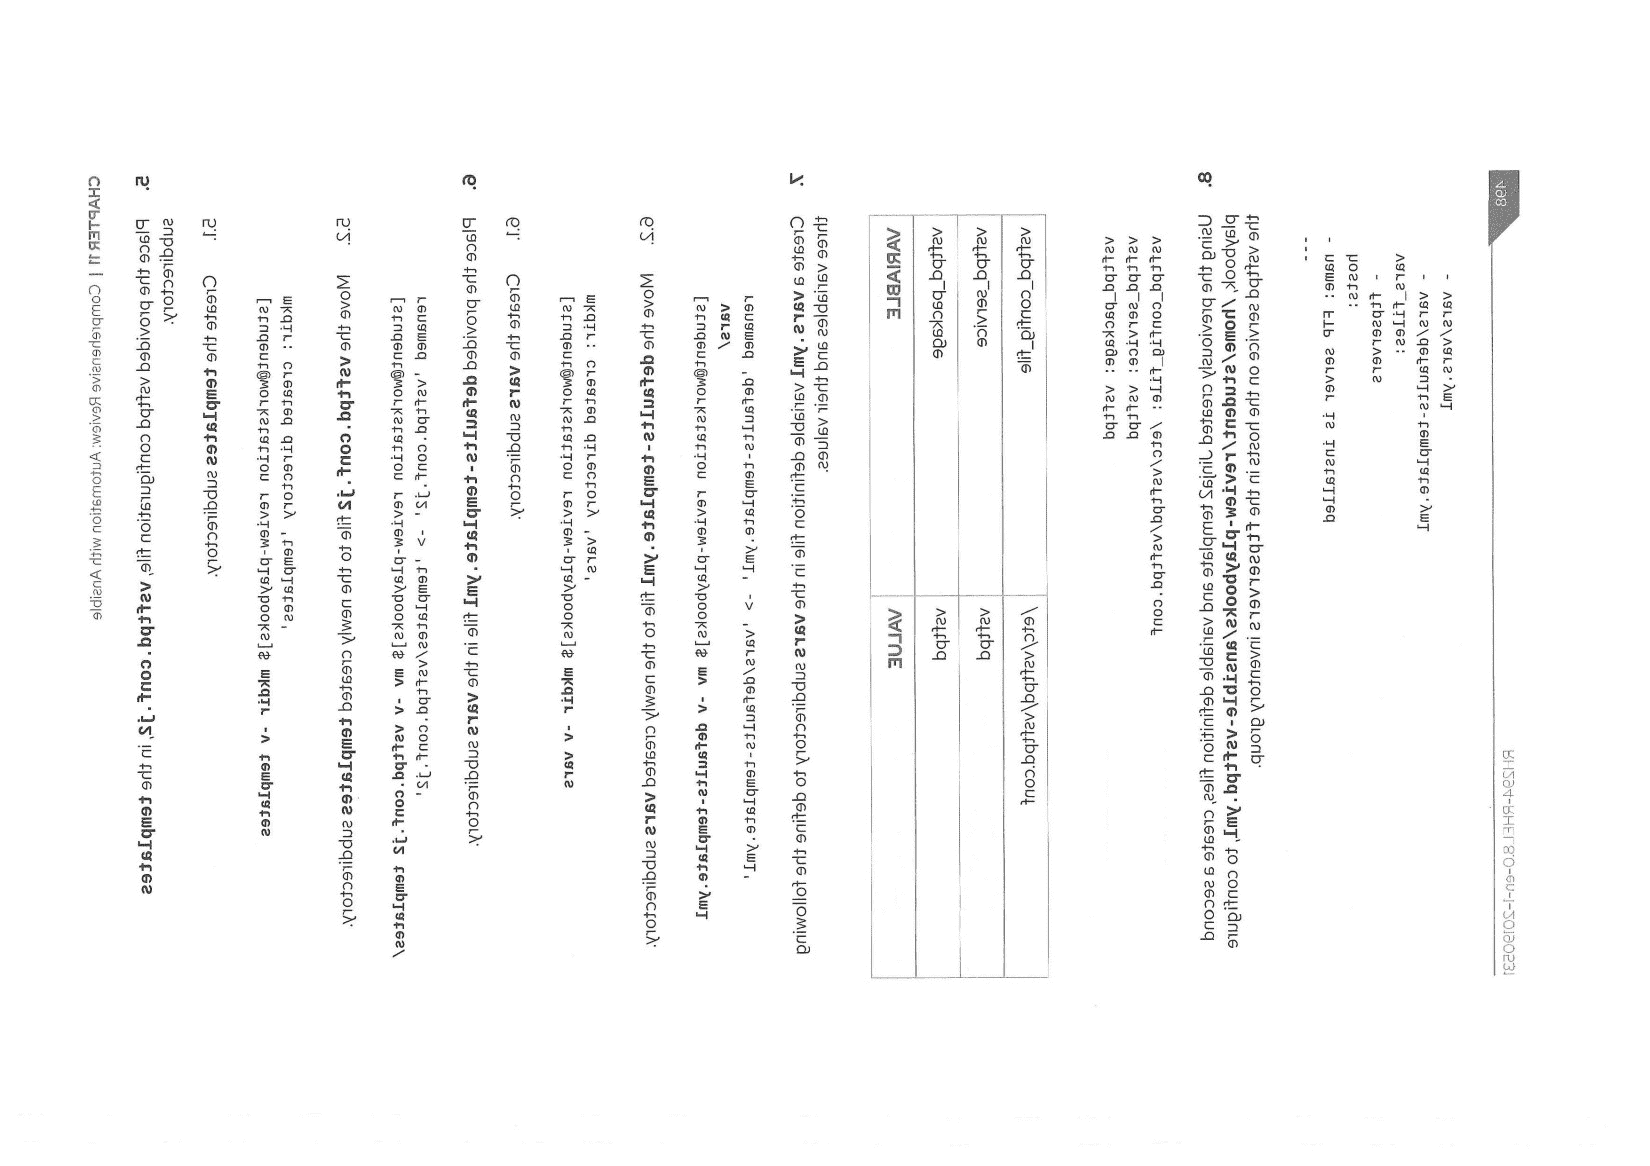 CHAPTER 11 | Comprehensive Review: Automation with Ansible
5. Place the provided vsftpd configuration file, vsftpd.conf.j2, in the templates
subdirectory.
5.1. Create the templates subdirectory.
[student@workstation review-playbooks]$ mkdir -v templates
mkdir: created directory 'templates'
5.2. Move the vsftpd.conf.j2 file to the newly created templates subdirectory.
[student@workstation review-playbooks]$ mv -v vsftpd.conf.j2 templates/
renamed 'vsftpd.conf.j2' -> 'templates/vsftpd.conf.j2'
6. Place the provided defaults-template.yml file in the vars subdirectory.
6.1. Create the vars subdirectory.
[student@workstation review-playbooks]$ mkdir -v vars
mkdir: created directory 'vars'
6.2. Move the defaults-template.yml file to the newly created vars subdirectory.
[student@workstation review-playbooks]$ mv -v defaults-template.yml
vars/
renamed 'defaults-template.yml' -> 'vars/defaults-template.yml'
7. Create a vars.yml variable definition file in the vars subdirectory to define the following
three variables and their values.
VARIABLE VALUE
vsftpd_package vsftpd
vsftpd_service vsftpd
vsftpd_config_file /etc/vsftpd/vsftpd.conf
vsftpd_package: vsftpd
vsftpd_service: vsftpd
vsftpd_config_file: /etc/vsftpd/vsftpd.conf
8. Using the previously created Jinja2 template and variable definition files, create a second
playbook, /home/student/review-playbooks/ansible-vsftpd.yml, to configure
the vsftpd service on the hosts in the ftpservers inventory group.
---
- name: FTP server is installed
hosts:
- ftpservers
vars_files:
- vars/defaults-template.yml
- vars/vars.yml
498
RH294-RHEL8.0-en-1-20190531